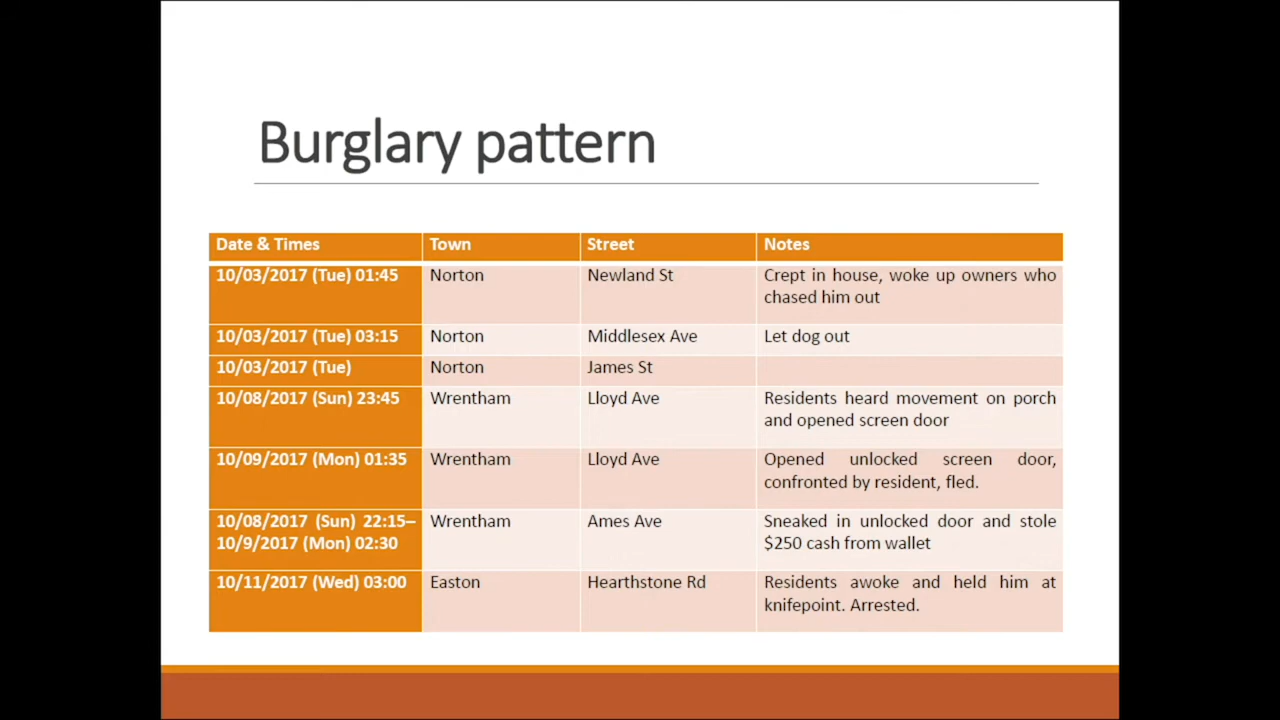 Burglary pattern
Date & Times Town Street Notes
10/03/2017 (Tue) 01:45 Norton Newland St Crept in house, woke up owners who
chased him out
10/03/2017 (Tue) 03:15 Norton Middlesex Ave Let dog out
10/03/2017 (Tue) Norton James St
10/08/2017 (Sun) 23:45 Wrentham Lloyd Ave Residents heard movement on porch
and opened screen door
10/09/2017 (Mon) 01:35 Wrentham Lloyd Ave Opened unlocked screen door,
confronted by resident, fled.
10/08/2017 (Sun) 22:15– Wrentham Ames Ave Sneaked in unlocked door and stole
10/9/2017 (Mon) 02:30 $250 cash from wallet
10/11/2017 (Wed) 03:00 Easton Hearthstone Rd Residents awoke and held him at
knifepoint. Arrested.